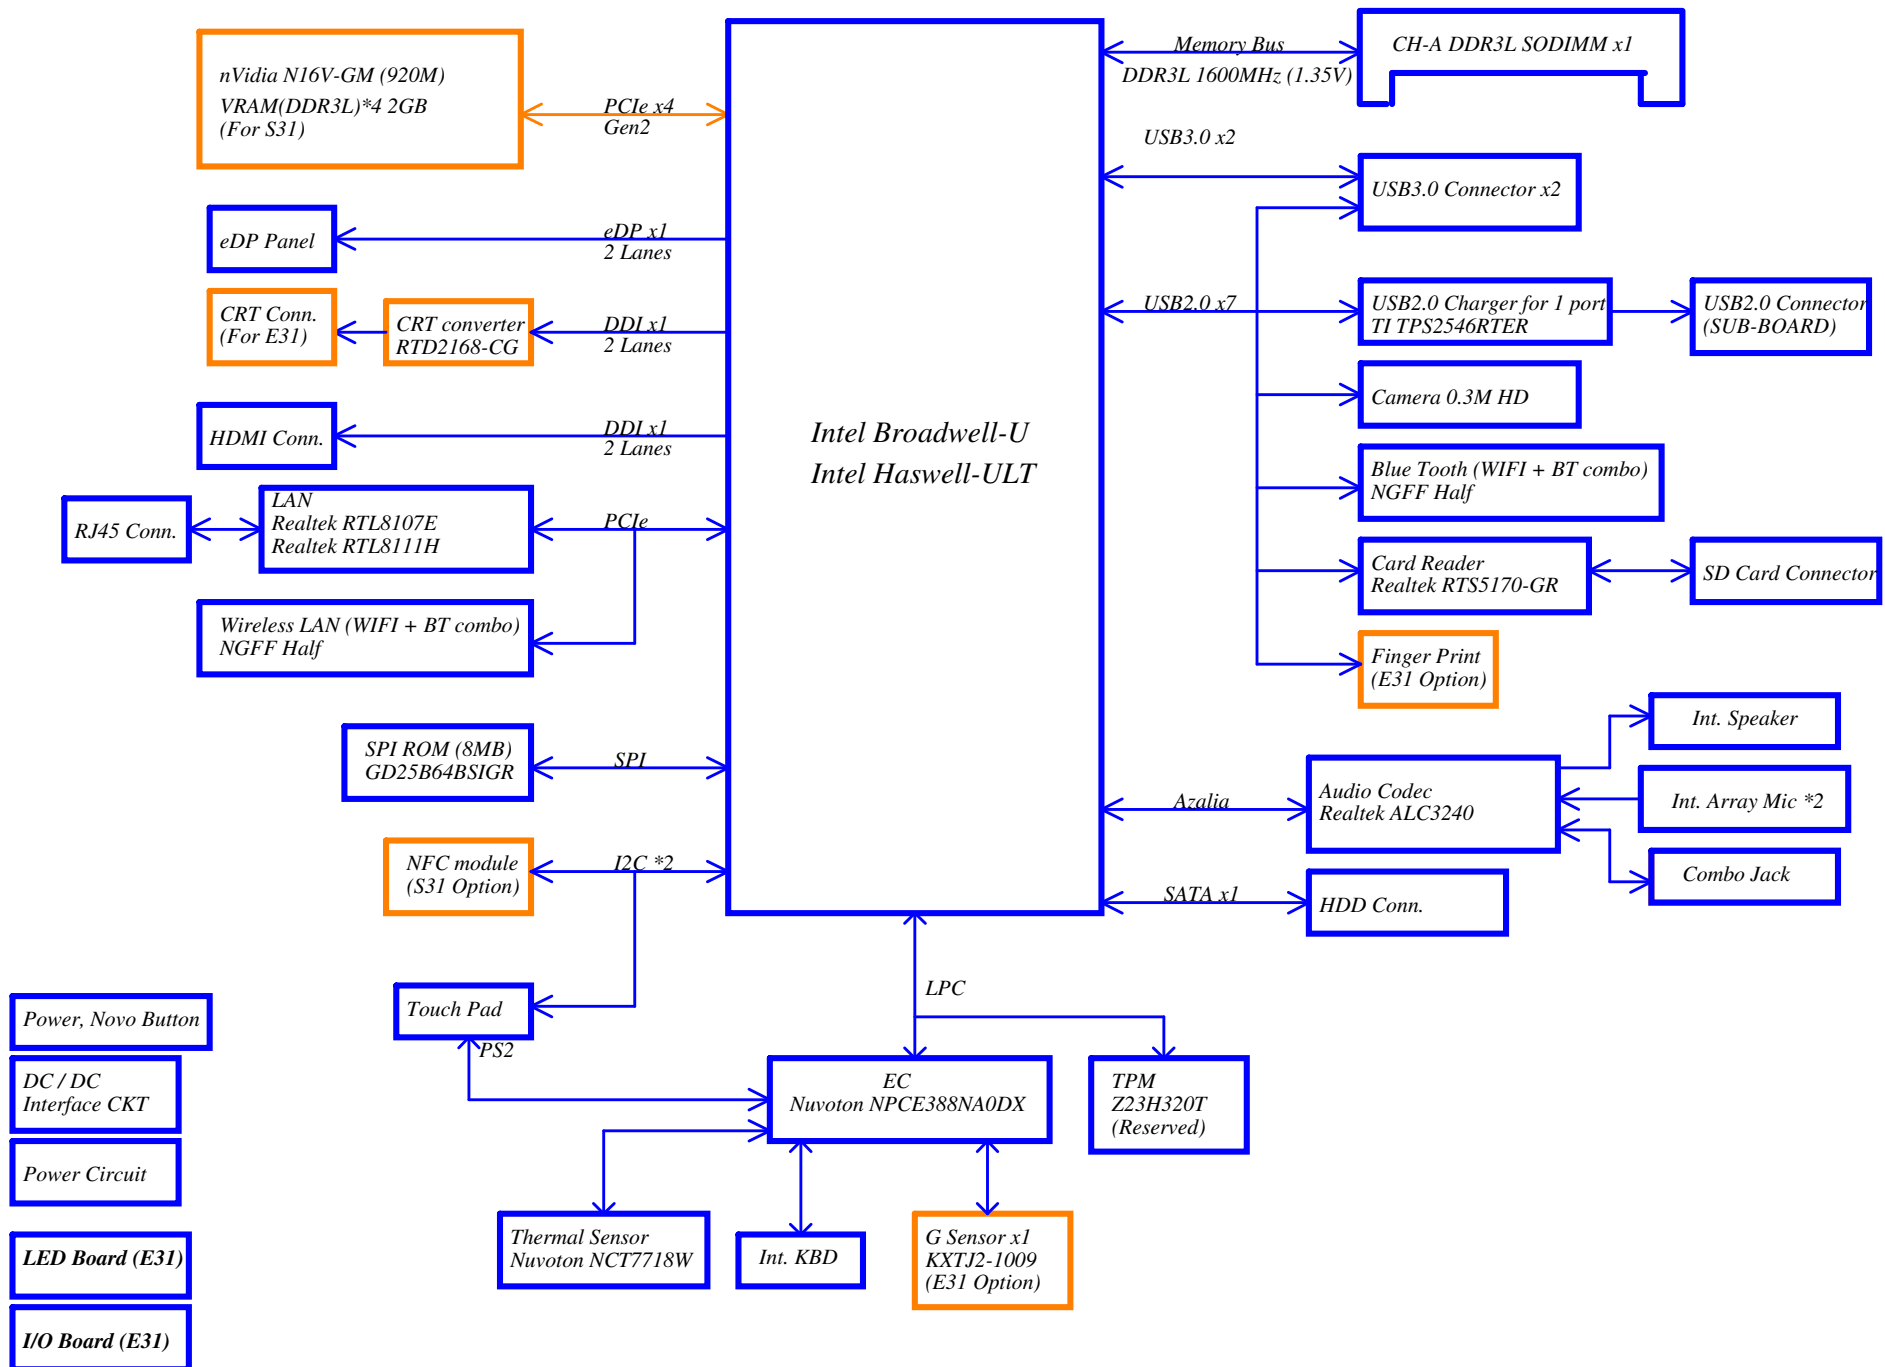 nVidia N16V-GM (920M)
VRAM(DDR3L)*4 2GB
(For S31)
PCIe x4
Gen2
eDP Panel
eDP x1
2 Lanes
CRT Conn.
(For E31)
CRT converter
RTD2168-CG
DDI x1
2 Lanes
HDMI Conn.
DDI x1
2 Lanes
RJ45 Conn.
LAN
Realtek RTL8107E
Realtek RTL8111H
PCIe
Wireless LAN (WIFI + BT combo)
NGFF Half
SPI ROM (8MB)
GD25B64BSIGR
SPI
NFC module
(S31 Option)
I2C *2
Touch Pad
PS2
Intel Broadwell-U
Intel Haswell-ULT
Memory Bus
DDR3L 1600MHz (1.35V)
CH-A DDR3L SODIMM x1
USB3.0 x2
USB3.0 Connector x2
USB2.0 x7
USB2.0 Charger for 1 port
TI TPS2546RTER
USB2.0 Connector
(SUB-BOARD)
Camera 0.3M HD
Blue Tooth (WIFI + BT combo)
NGFF Half
Card Reader
Realtek RTS5170-GR
SD Card Connector
Finger Print
(E31 Option)
Azalia
Audio Codec
Realtek ALC3240
Int. Speaker
Int. Array Mic *2
Combo Jack
SATA x1
HDD Conn.
LPC
EC
Nuvoton NPCE388NA0DX
TPM
Z23H320T
(Reserved)
Thermal Sensor
Nuvoton NCT7718W
Int. KBD
G Sensor x1
KXTJ2-1009
(E31 Option)
Power, Novo Button
DC / DC
Interface CKT
Power Circuit
LED Board (E31)
I/O Board (E31)